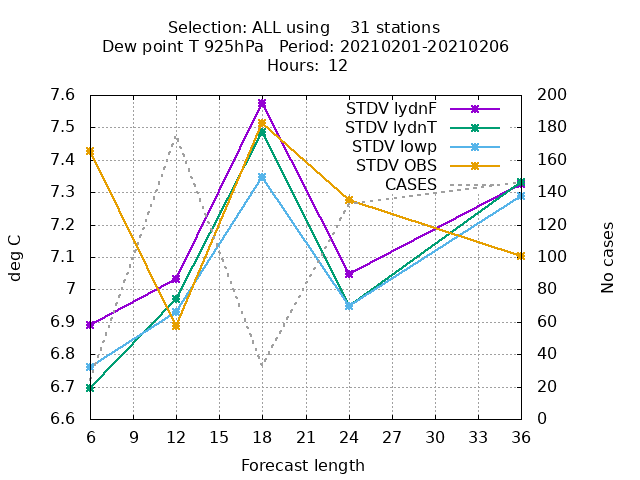 Selection: ALL using    31 stations
Dew point T 925hPa   Period: 20210201-20210206
Hours:  12
7.6
7.5
7.4
7.3
7.2
7.1
7
6.9
6.8
6.7
6.6
200
180
160
140
120
100
80
60
40
20
0
deg C
No cases
STDV lydnF
STDV lydnT
STDV lowp
STDV OBS
CASES
6 9 12 15 18 21 24 27 30 33 36
Forecast length